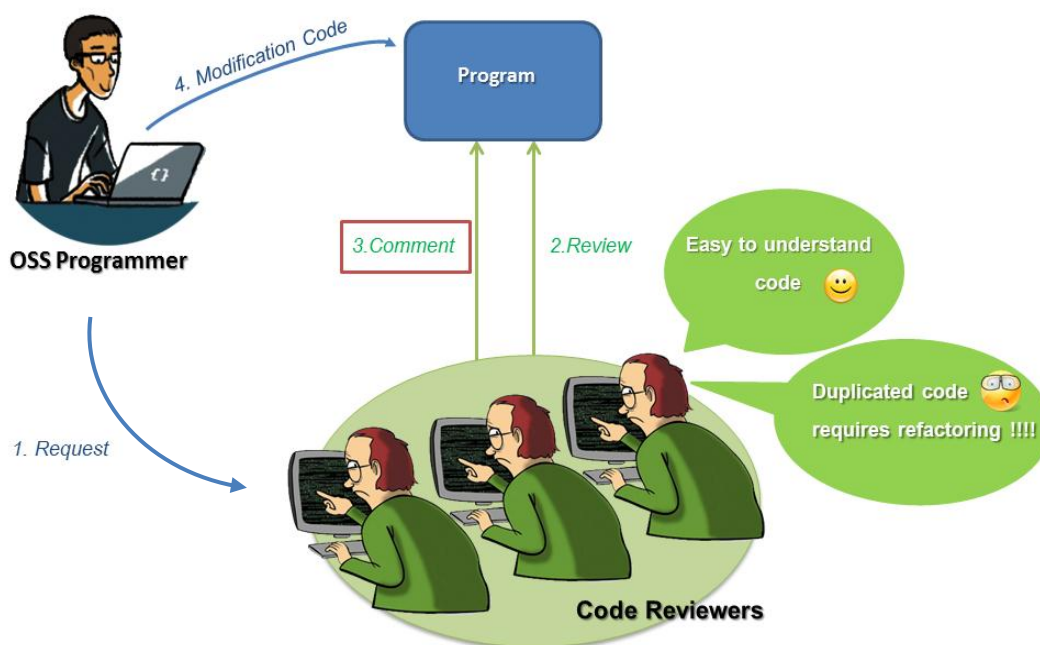 4. Modification Code
Program
{}
OSS Programmer
3.Comment
2.Review
Easy to understand
code
Duplicated code
requires refactoring !!!!
1. Request
Code Reviewers